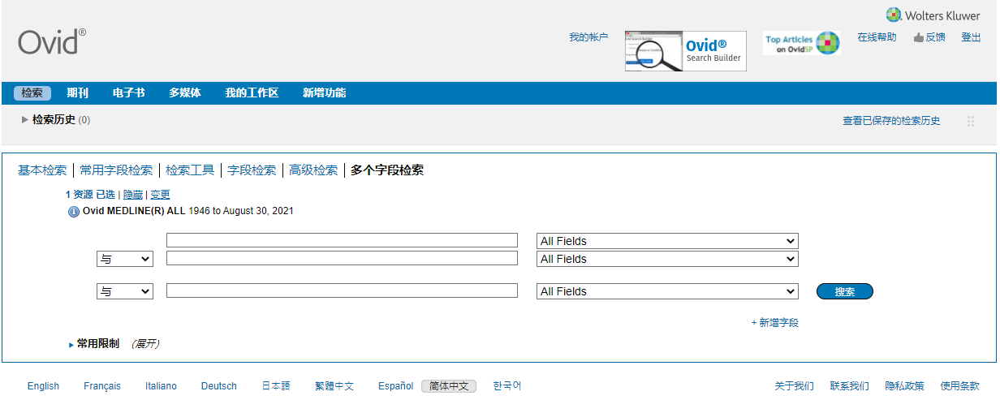 Wolters Kluwer
Ovid®
我的帐户
Ovid®
Search Builder
Top Articles
on OvidSP
在线帮助
反馈
登出
检索 期刊 电子书 多媒体 我的工作区 新增功能
检索历史 (0)
查看已保存的检索历史
基本检索 | 常用字段检索 | 检索工具 | 字段检索 | 高级检索 | 多个字段检索
1 资源 已选 | 隐藏 | 变更
Ovid MEDLINE(R) ALL 1946 to August 30, 2021
All Fields
与 All Fields
与 All Fields 搜索
+ 新增字段
常用限制 (展开)
English Français Italiano Deutsch 日本語 繁體中文 Español 简体中文 한국어 关于我们 联系我们 隐私政策 使用条款